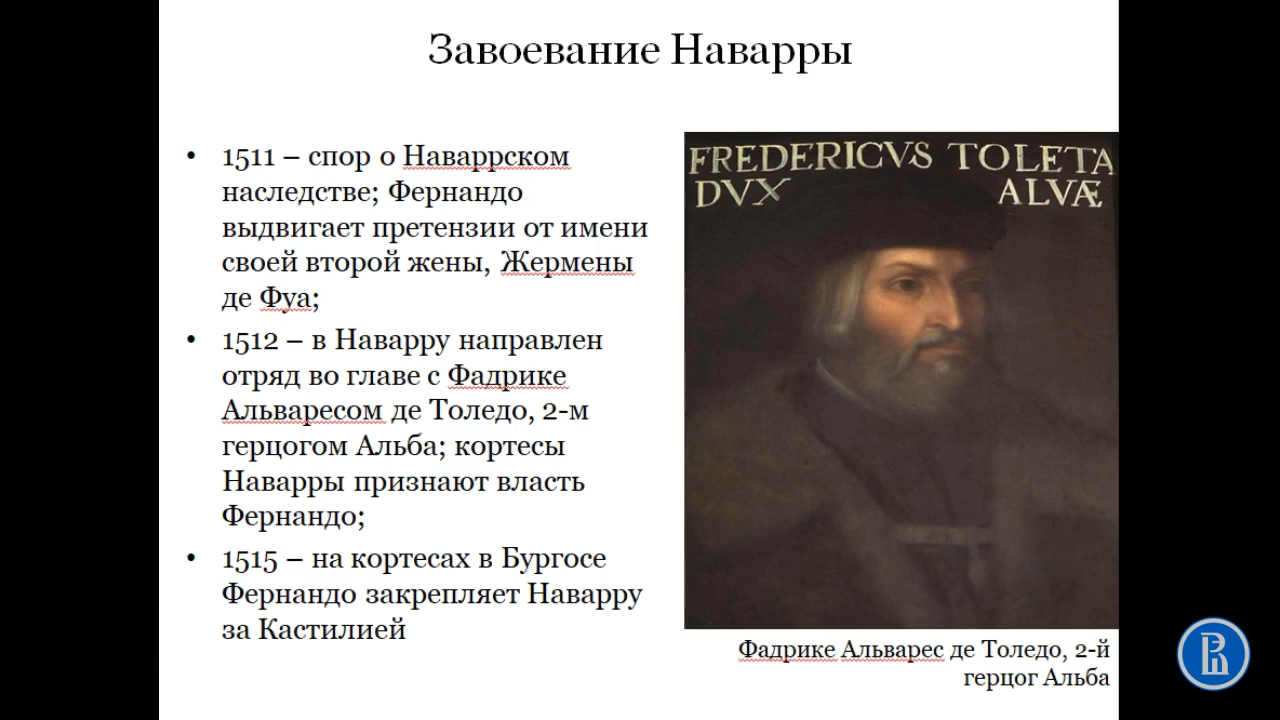 Завоевание Наварры
• 1511 – спор о Наваррском
наследстве; Фернандо
выдвигает претензии от имени
своей второй жены, Жермены
де Фуа;
• 1512 – в Наварру направлен
отряд во главе с Фадрике
Альваресом де Толедо, 2-м
герцогом Альба; кортесы
Наварры признают власть
Фернандо;
• 1515 – на кортесах в Бургосе
Фернандо закрепляет Наварру
за Кастилией
FREDERICVS TOLETA
DVX ALVÆ
Фадрике Альварес де Толедо, 2-й
герцог Альба